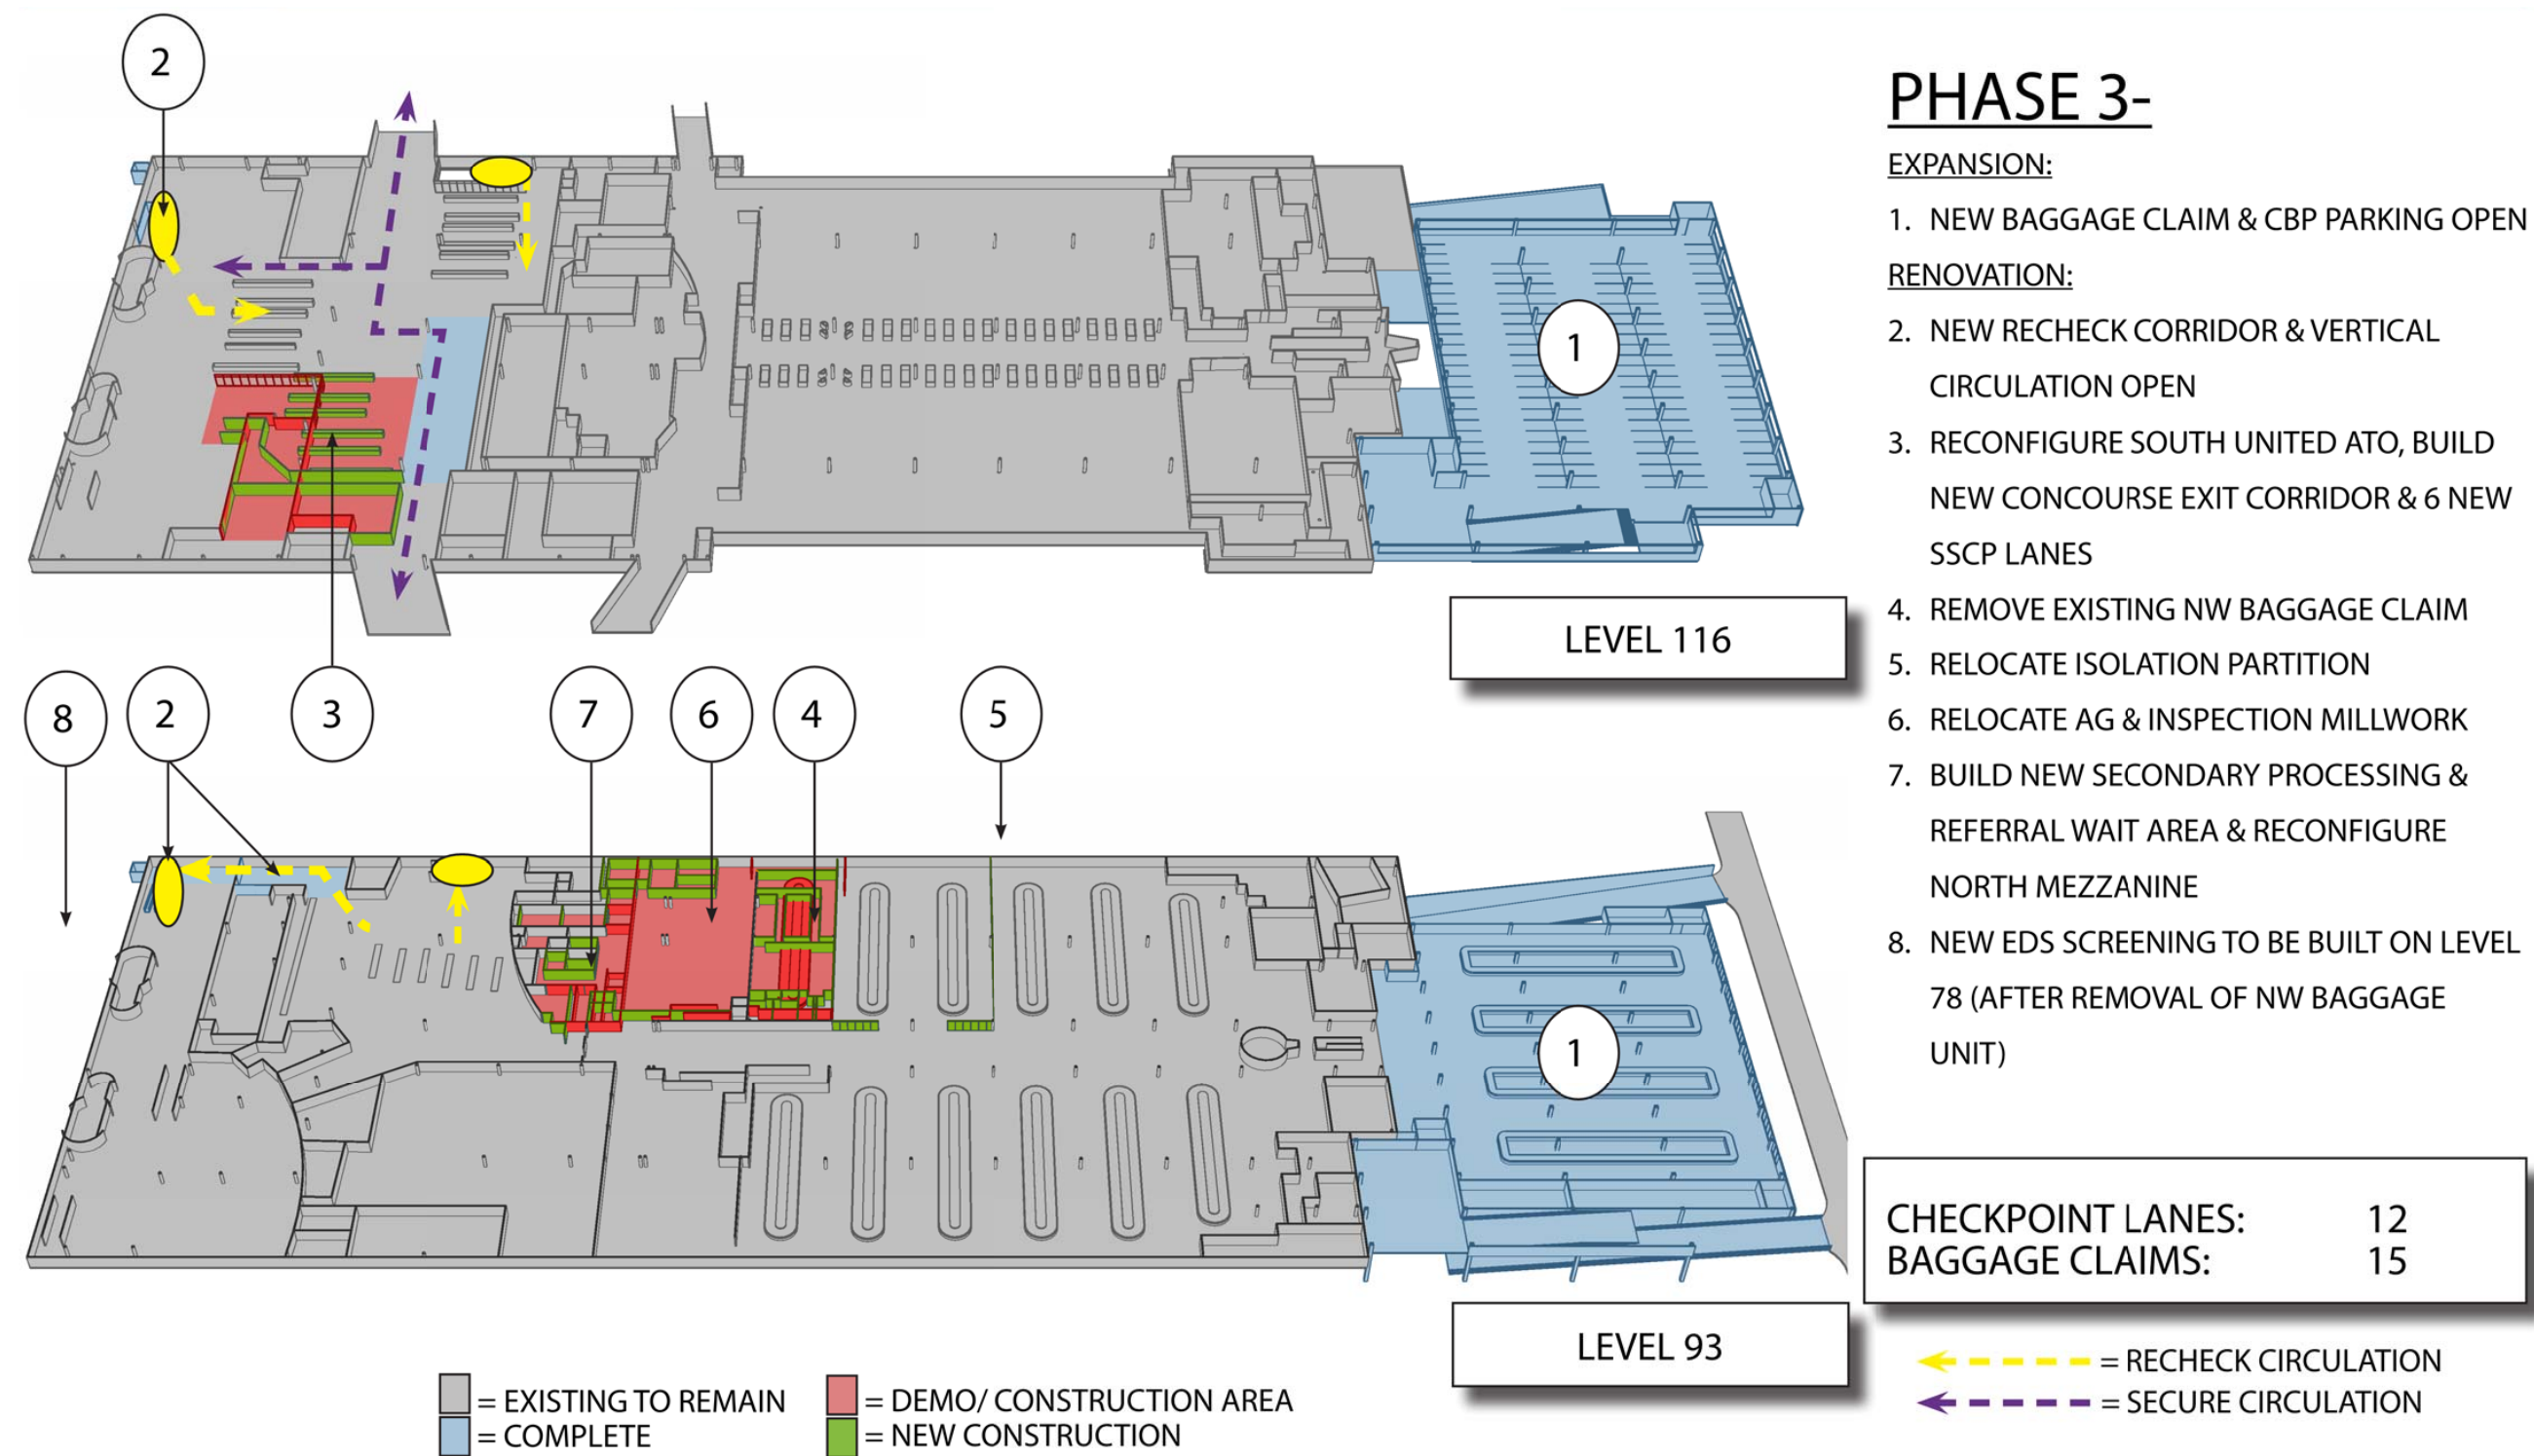 2
PHASE 3-
EXPANSION:
1. NEW BAGGAGE CLAIM & CBP PARKING OPEN
RENOVATION:
2. NEW RECHECK CORRIDOR & VERTICAL
CIRCULATION OPEN
3. RECONFIGURE SOUTH UNITED ATO, BUILD
NEW CONCOURSE EXIT CORRIDOR & 6 NEW
SSCP LANES
4. REMOVE EXISTING NW BAGGAGE CLAIM
5. RELOCATE ISOLATION PARTITION
6. RELOCATE AG & INSPECTION MILLWORK
7. BUILD NEW SECONDARY PROCESSING &
REFERRAL WAIT AREA & RECONFIGURE
NORTH MEZZANINE
8. NEW EDS SCREENING TO BE BUILT ON LEVEL
78 (AFTER REMOVAL OF NW BAGGAGE
UNIT)
1
LEVEL 116
8 2 3 7 6 4 5
1
CHECKPOINT LANES: 12
BAGGAGE CLAIMS: 15
LEVEL 93
= RECHECK CIRCULATION
= SECURE CIRCULATION
= EXISTING TO REMAIN
= COMPLETE
= DEMO/ CONSTRUCTION AREA
= NEW CONSTRUCTION